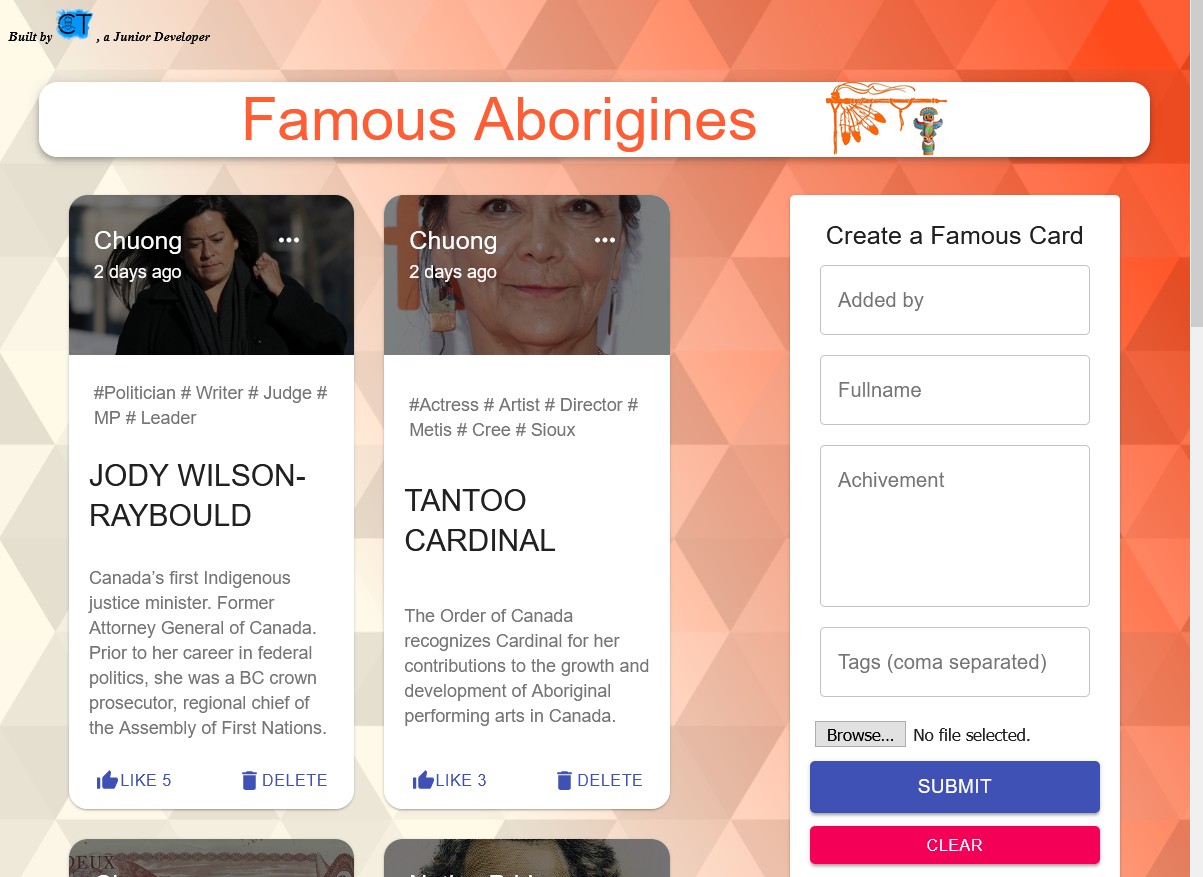 Built by CT , a Junior Developer
Famous Aborigines
Chuong
2 days ago
#Politician # Writer # Judge #
MP # Leader
JODY WILSON-
RAYBOULD
Canada’s first Indigenous
justice minister. Former
Attorney General of Canada.
Prior to her career in federal
politics, she was a BC crown
prosecutor, regional chief of
the Assembly of First Nations.
LIKE 5
DELETE
Chuong
2 days ago
#Actress # Artist # Director #
Metis # Cree # Sioux
TANTOO
CARDINAL
The Order of Canada
recognizes Cardinal for her
contributions to the growth and
development of Aboriginal
performing arts in Canada.
LIKE 3
DELETE
DEUX
Create a Famous Card
Added by
Fullname
Achivement
Tags (coma separated)
Browse... No file selected.
SUBMIT
CLEAR